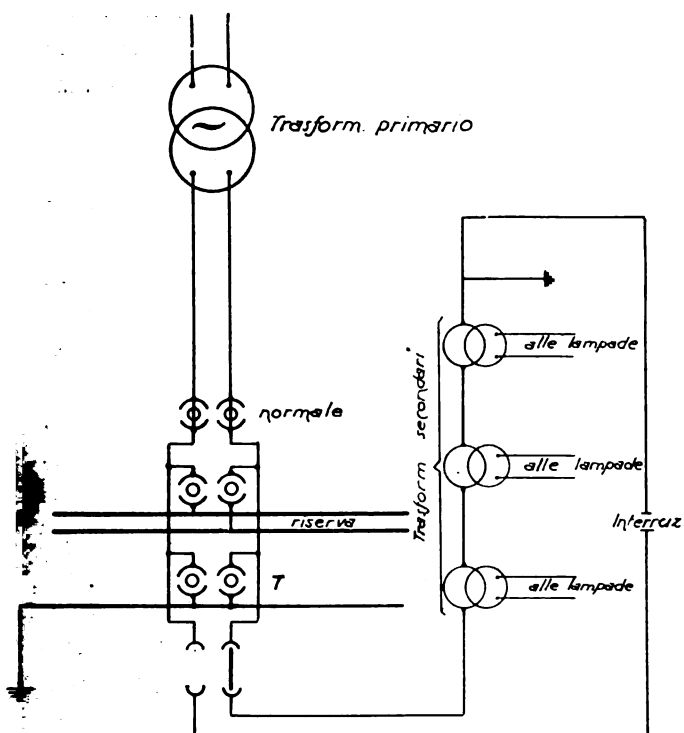 Trasform. primario
normale
riserva
T
Trasform secondari
alle lampade
alle lampade
alle lampade
Interruz